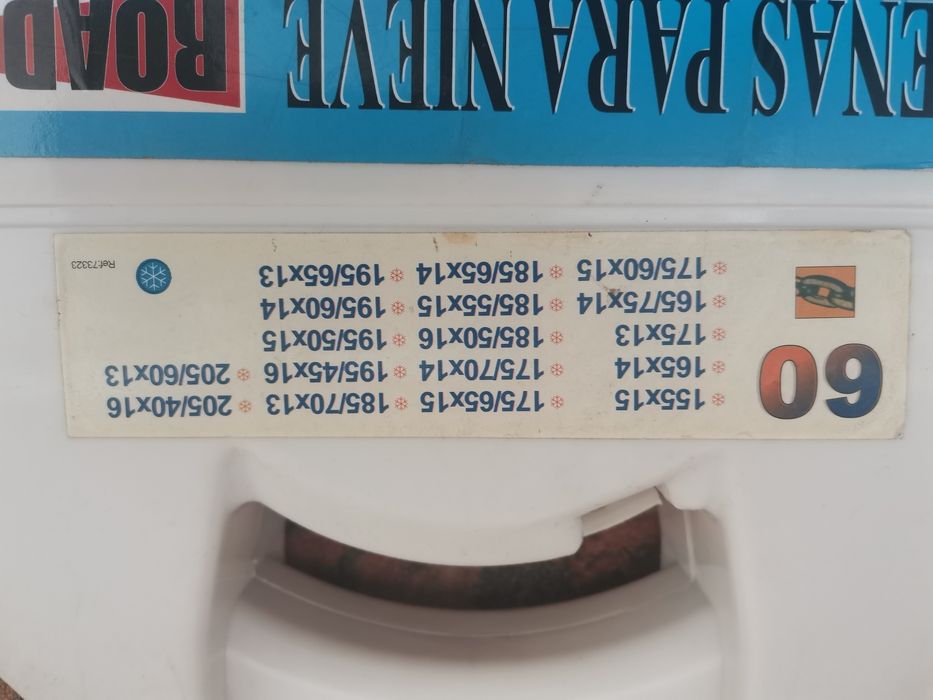 60
155x15 175/65x15 185/70x13 205/40x16
165x14 175/70x14 195/45x16 205/60x13
175x13 185/50x16 195/50x15
165/75x14 185/55x15 195/60x14
175/60x15 185/65x14 195/65x13
Ref:73323
ENAS PARA NIEVE
ROAD